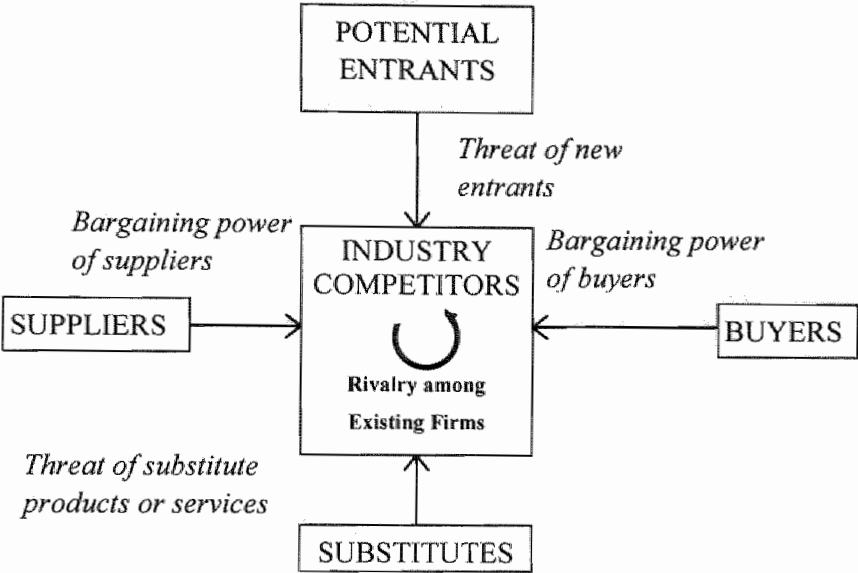 POTENTIAL
ENTRANTS
Threat of new
entrants
Bargaining power
of suppliers
INDUSTRY
COMPETITORS
Bargaining power
of buyers
SUPPLIERS
BUYERS
Rivalry among
Existing Firms
Threat of substitute
products or services
SUBSTITUTES